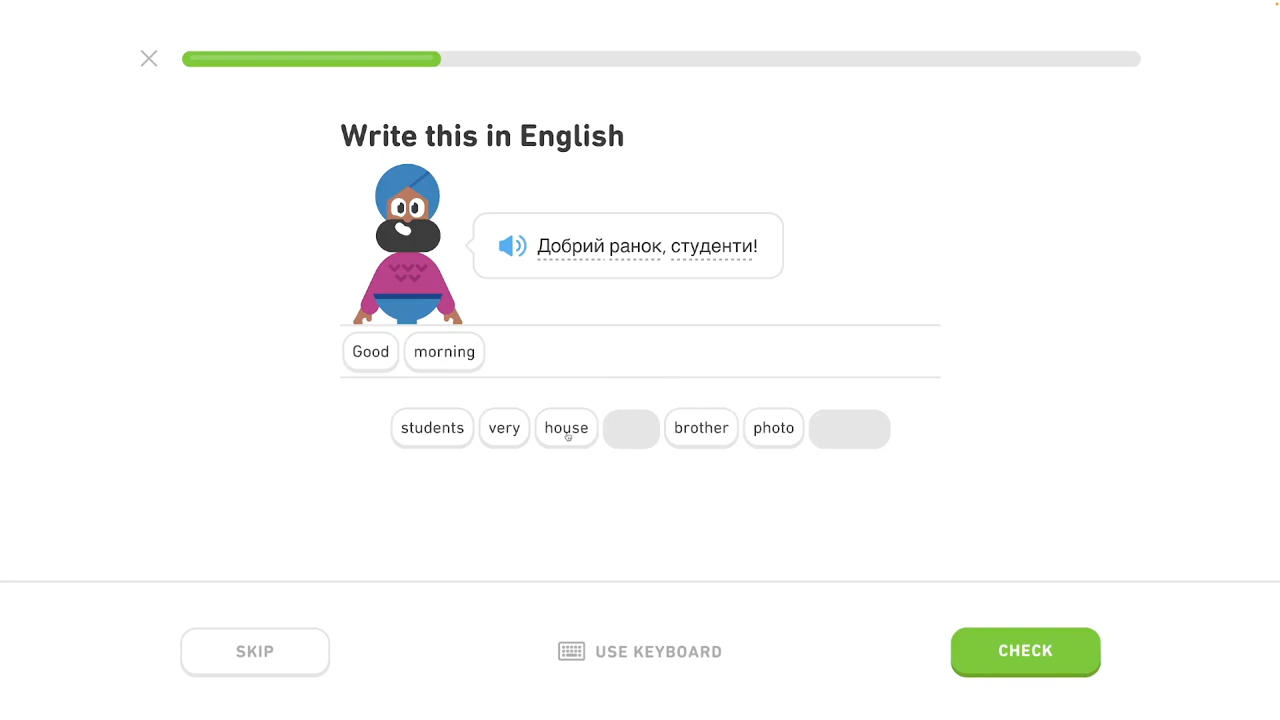 Write this in English
Добрий ранок, студенти!
Good morning
students very house brother photo
SKIP USE KEYBOARD CHECK